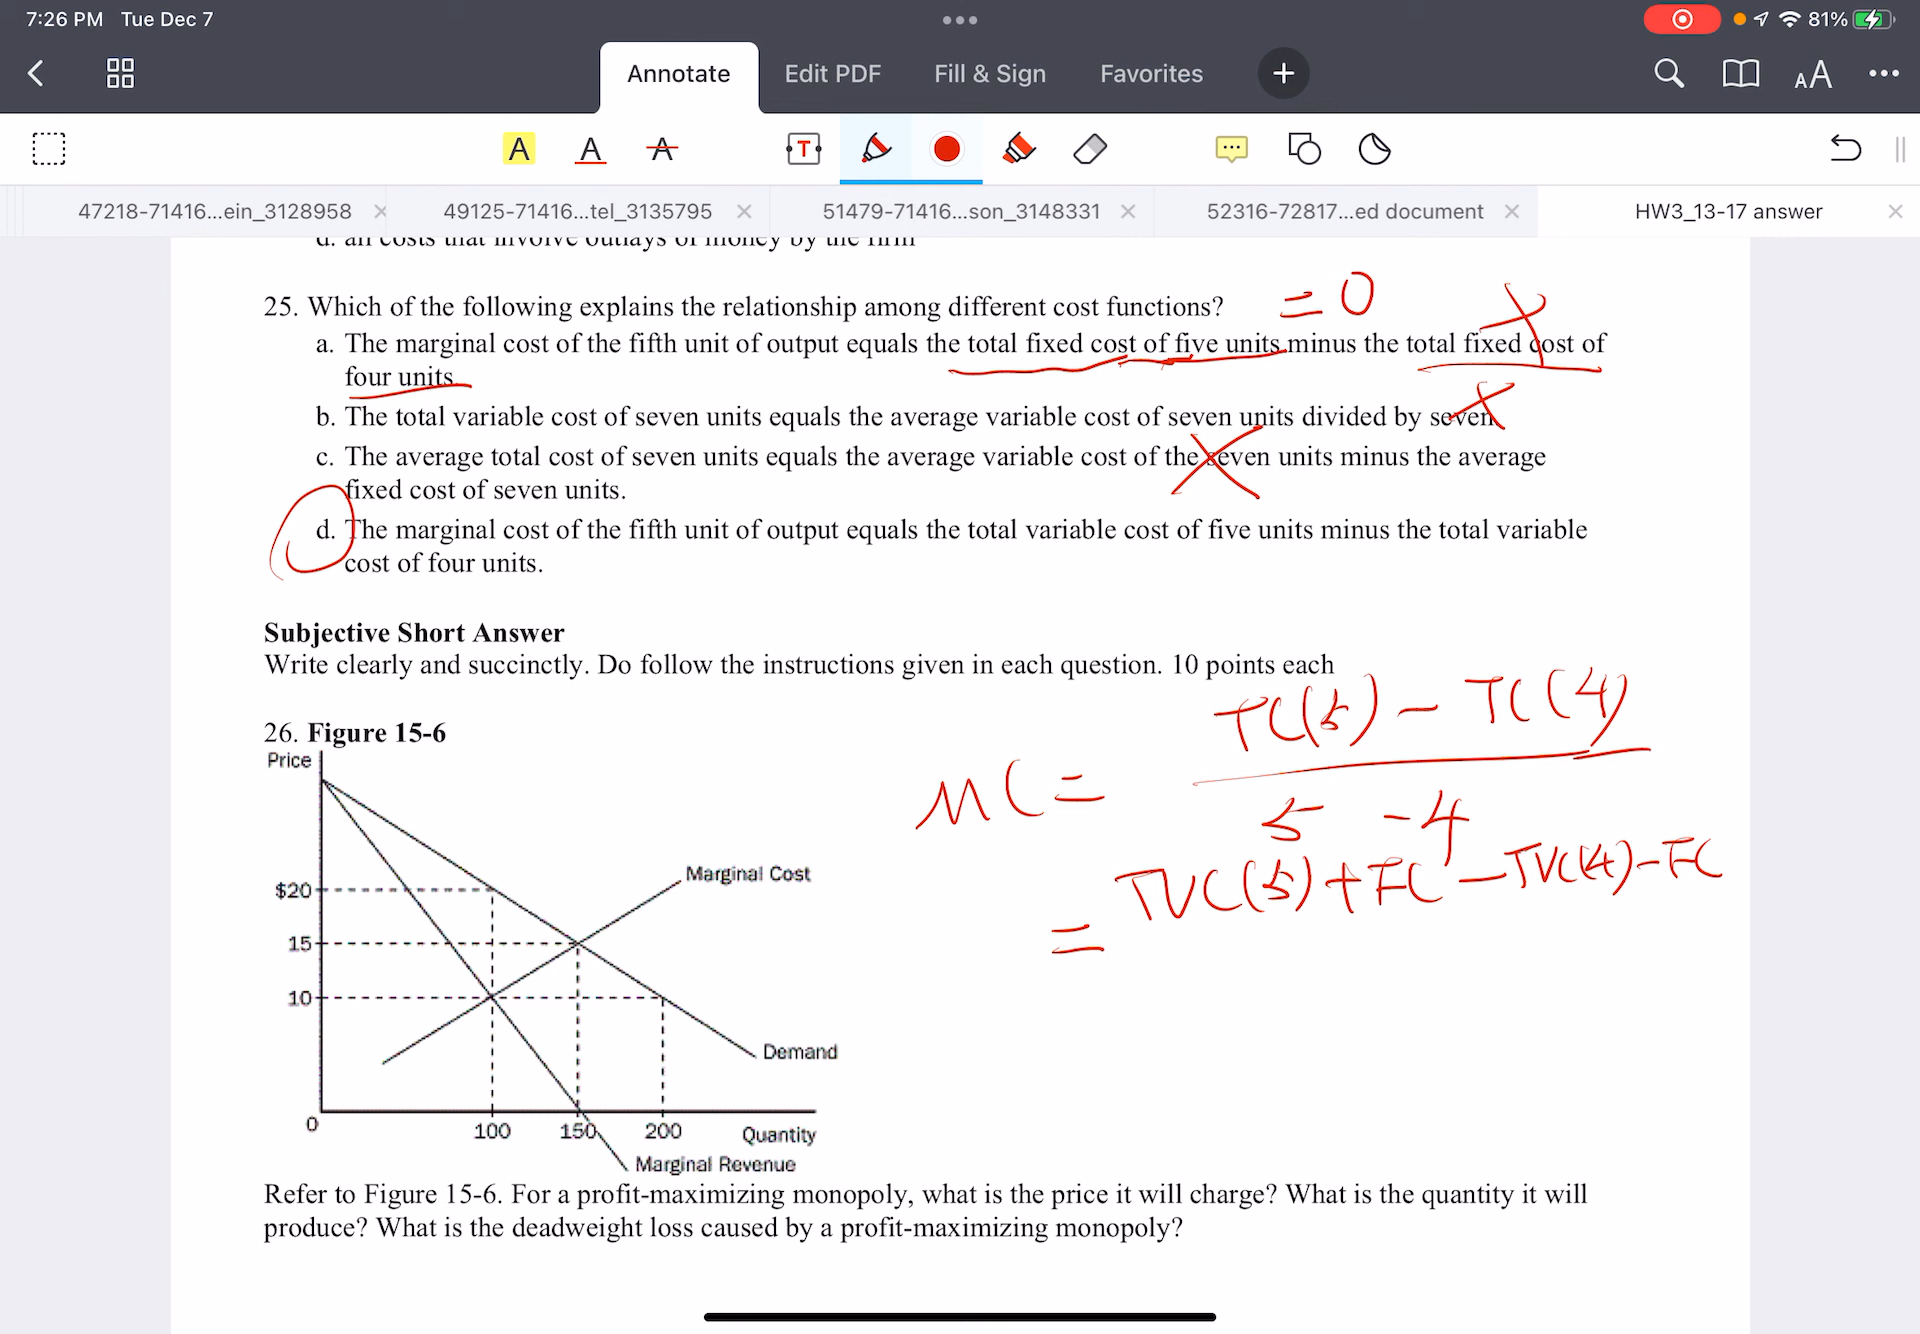 7:26 PM Tue Dec 7
81%
Annotate Edit PDF Fill & Sign Favorites
AA
A A A T
47218-71416...ein_3128958 49125-71416...tel_3135795 51479-71416...son_3148331 52316-72817...ed document HW3_13-17 answer
d. all costs that involve outlays of money by the firm
25. Which of the following explains the relationship among different cost functions? = 0
a. The marginal cost of the fifth unit of output equals the total fixed cost of five units minus the total fixed cost of
four units.
b. The total variable cost of seven units equals the average variable cost of seven units divided by seven.
c. The average total cost of seven units equals the average variable cost of the seven units minus the average
fixed cost of seven units.
d. The marginal cost of the fifth unit of output equals the total variable cost of five units minus the total variable
cost of four units.
Subjective Short Answer
Write clearly and succinctly. Do follow the instructions given in each question. 10 points each
TC(5) - TC(4)
MC =
5 - 4
= TVC(5) + FC - TVC(4) - FC
26. Figure 15-6
Price
Marginal Cost
$20
15
10
Demand
0
100 150 200 Quantity
Marginal Revenue
Refer to Figure 15-6. For a profit-maximizing monopoly, what is the price it will charge? What is the quantity it will
produce? What is the deadweight loss caused by a profit-maximizing monopoly?